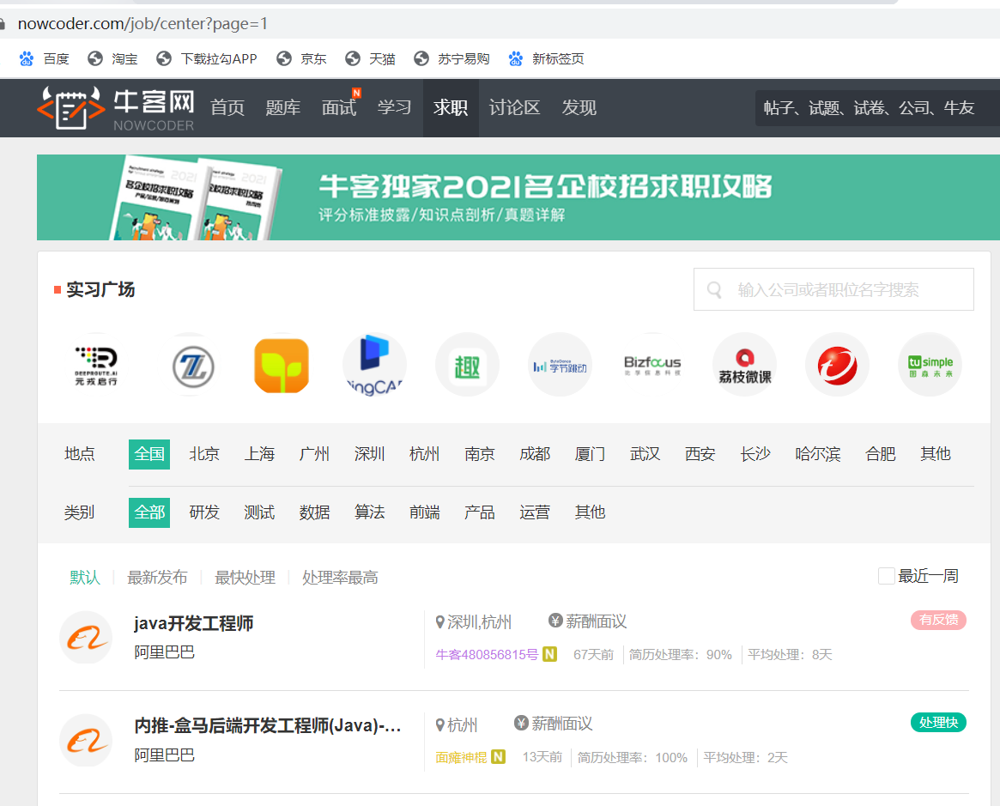 nowcoder.com/job/center?page=1
百度 淘宝 下载拉勾APP 京东 天猫 苏宁易购 新标签页
牛客网
NOWCODER
首页 题库 面试 N 学习 求职 讨论区 发现 帖子、试题、试卷、公司、牛友
2021
名企校招求职攻略
2021
牛客独家2021名企校招求职攻略
评分标准披露/知识点剖析/真题详解
实习广场
输入公司或者职位名字搜索
DEEPROUTE.AI
元戎启行
趣
ByteDance
字节跳动
Bizfocus
荔枝微课
tusimple
图森未来
地点 全国 北京 上海 广州 深圳 杭州 南京 成都 厦门 武汉 西安 长沙 哈尔滨 合肥 其他
类别 全部 研发 测试 数据 算法 前端 产品 运营 其他
默认 最新发布 最快处理 处理率最高 最近一周
java开发工程师 深圳,杭州 薪酬面议 有反馈
阿里巴巴 牛客480856815号 N 67天前 简历处理率：90% 平均处理：8天
内推-盒马后端开发工程师(Java)-... 杭州 薪酬面议 处理快
阿里巴巴 面瘫神棍 N 13天前 简历处理率：100% 平均处理：2天